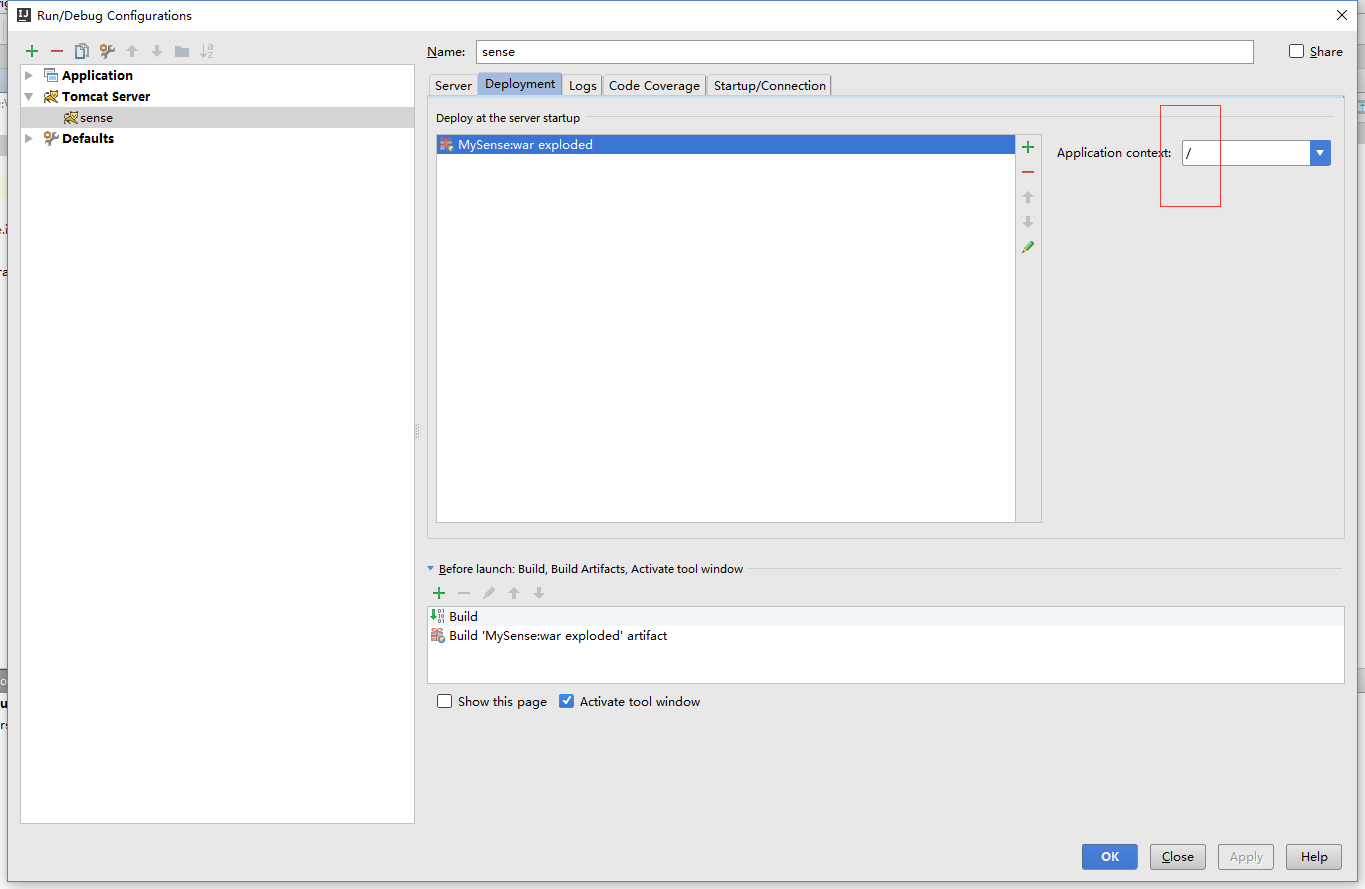 Run/Debug Configurations
Name: sense
Share
Application
Tomcat Server
sense
Defaults
Server Deployment Logs Code Coverage Startup/Connection
Deploy at the server startup
MySense:war exploded
Application context: /
Before launch: Build, Build Artifacts, Activate tool window
Build
Build 'MySense:war exploded' artifact
Show this page Activate tool window
OK Close Apply Help